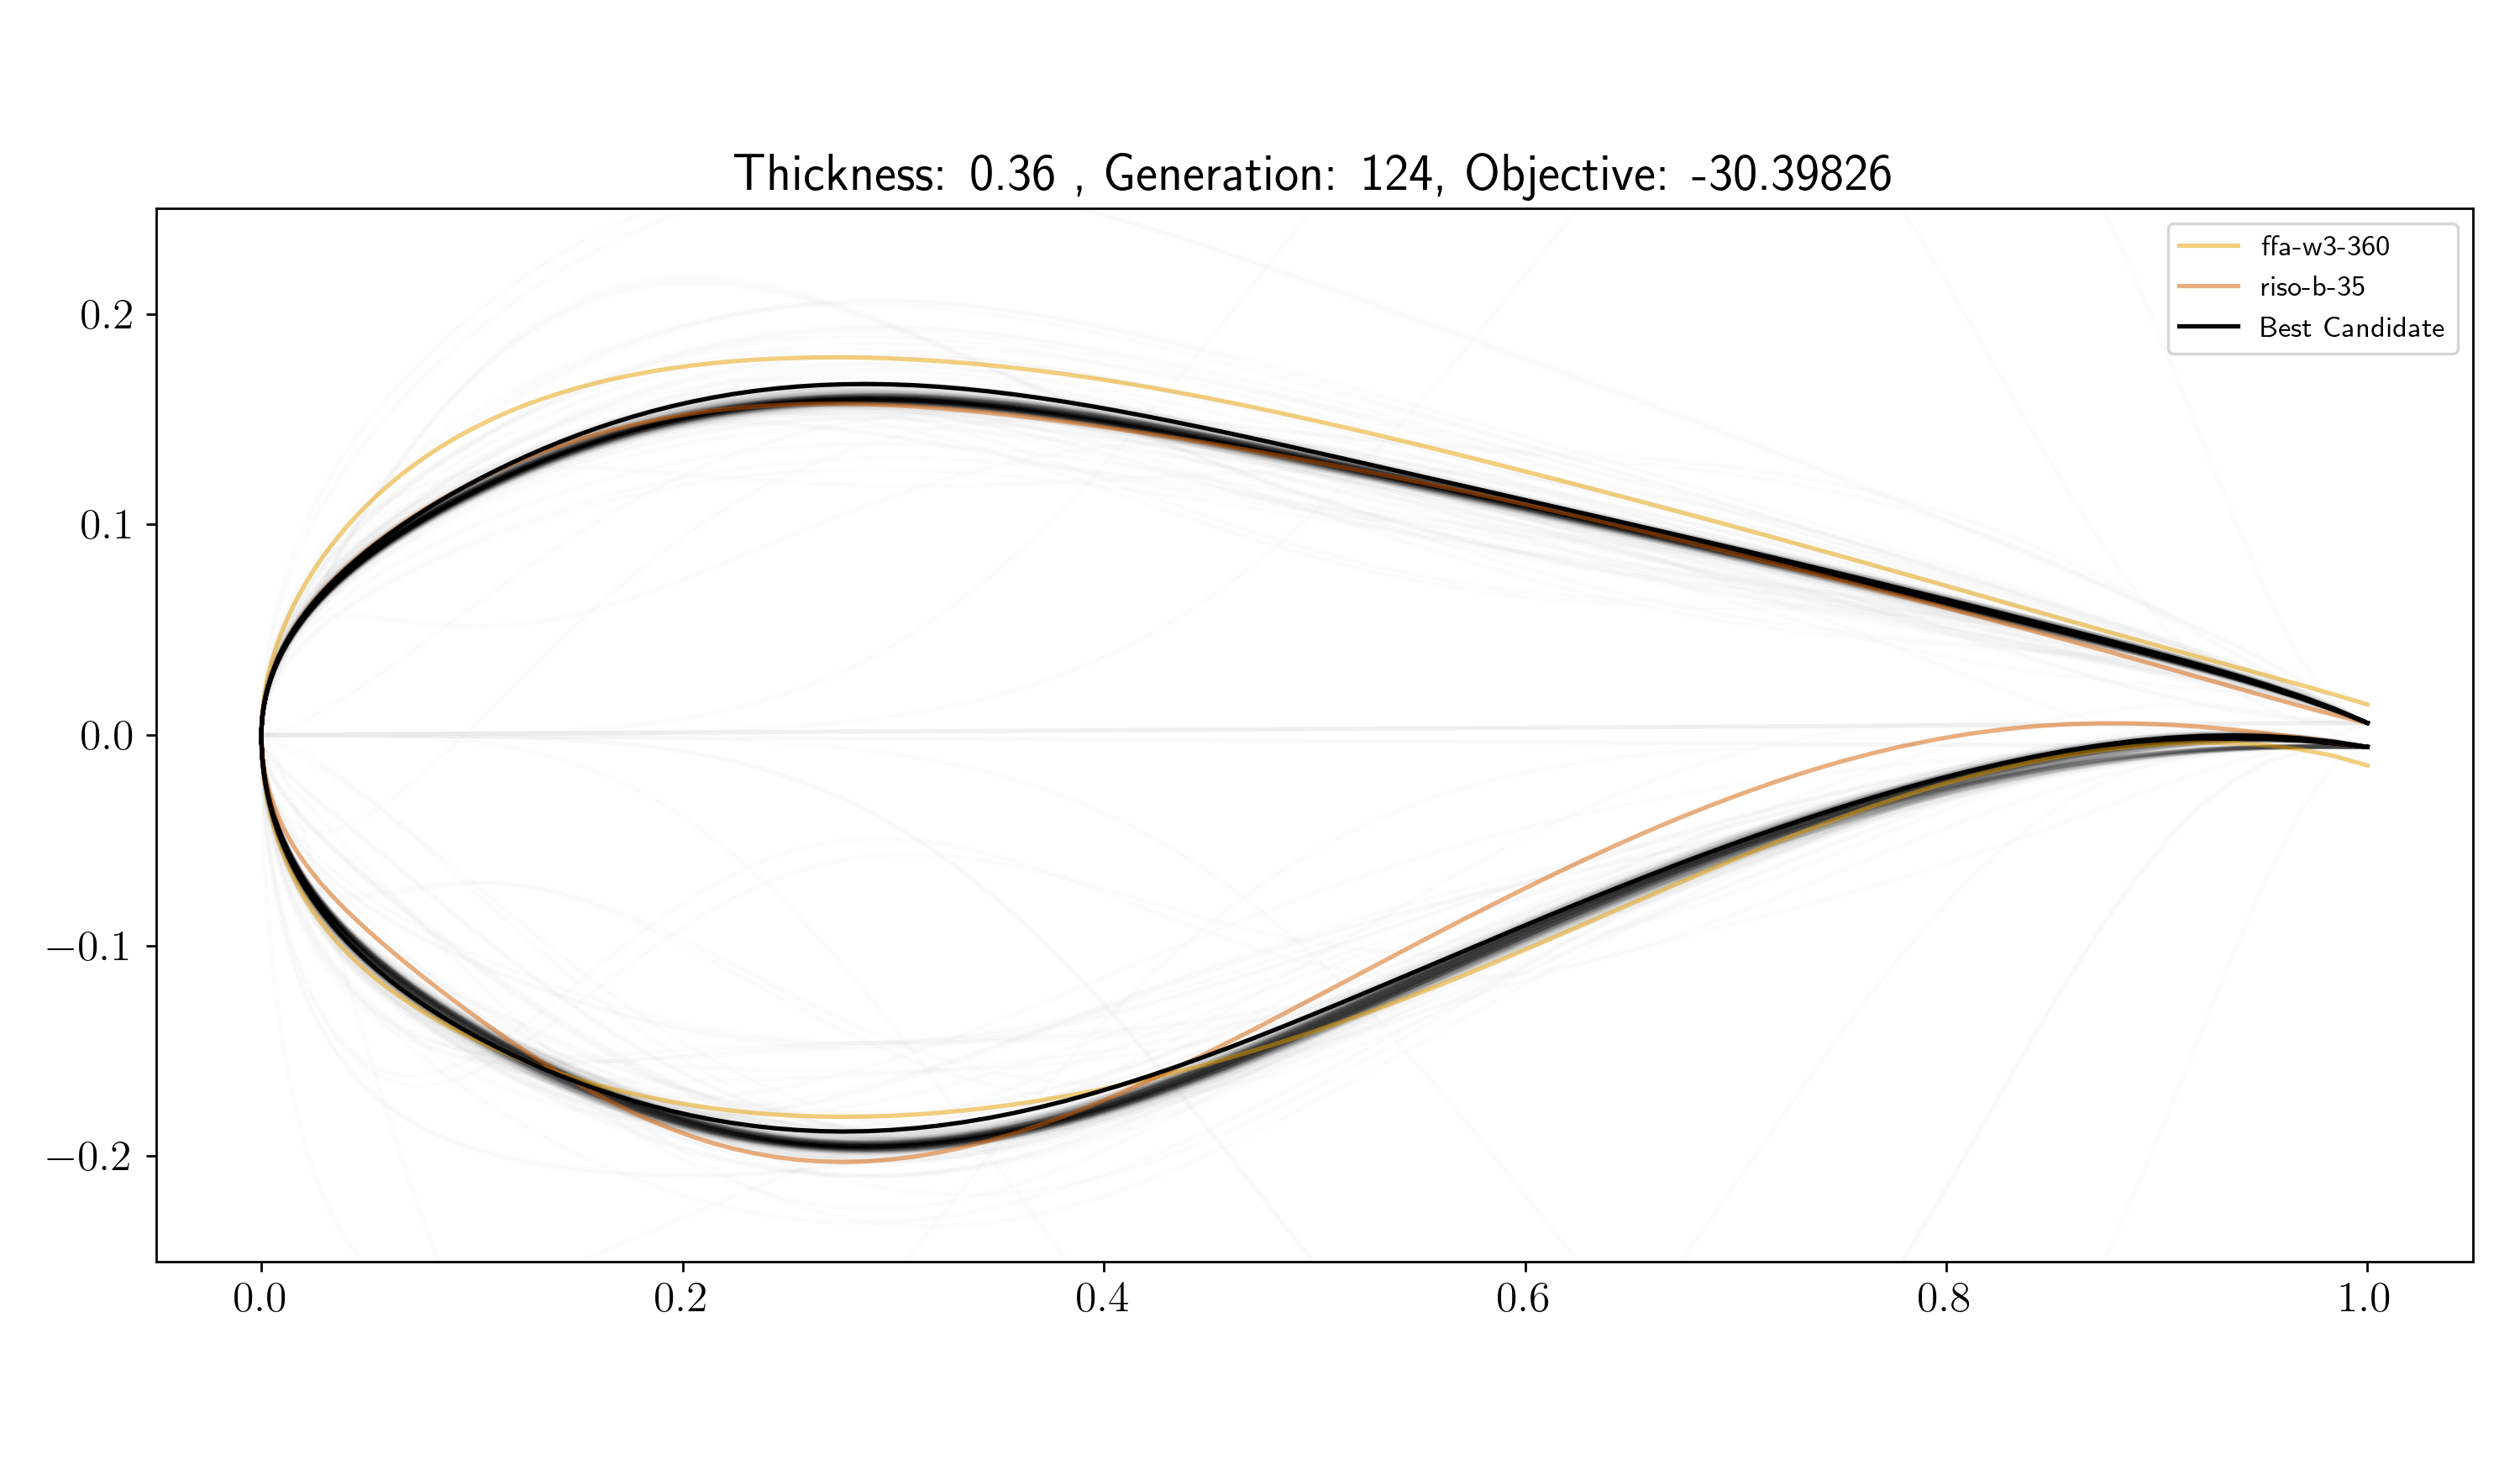 Thickness: 0.36 , Generation: 124, Objective: -30.39826
ffa-w3-360
riso-b-35
Best Candidate
0.2
0.1
0.0
−0.1
−0.2
0.0 0.2 0.4 0.6 0.8 1.0